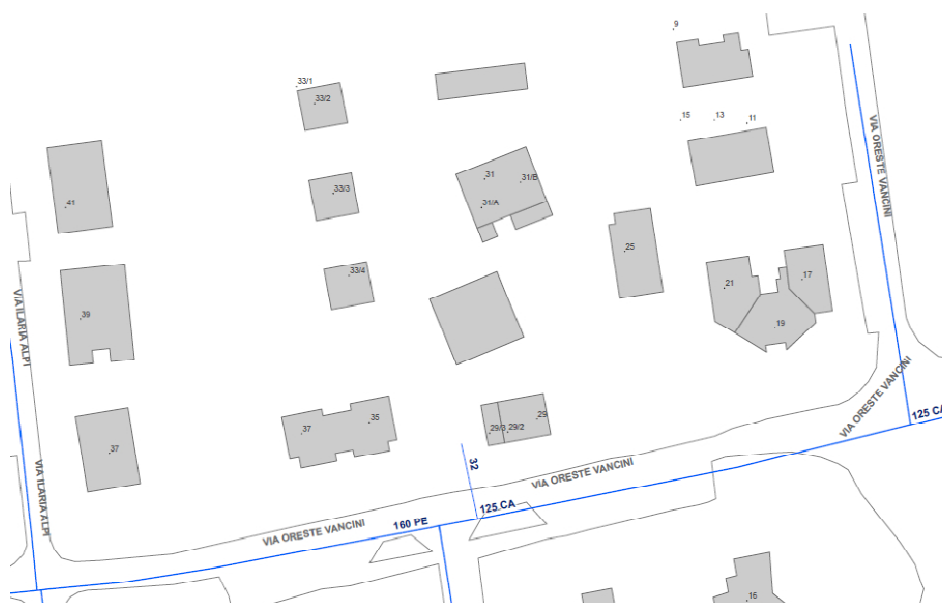 9
33/1
33/2
15
13
11
VIA ORESTE VANCINI
31
31/B
33/3
31/A
41
25
33/4
17
21
VIA ILARIA ALPI
39
19
VIA ORESTE VANCINI
125 CA
29
35
29/3
29/2
37
37
32
VIA ORESTE VANCINI
VIA ILARIA ALPI
125 CA
160 PE
VIA ORESTE VANCINI
16